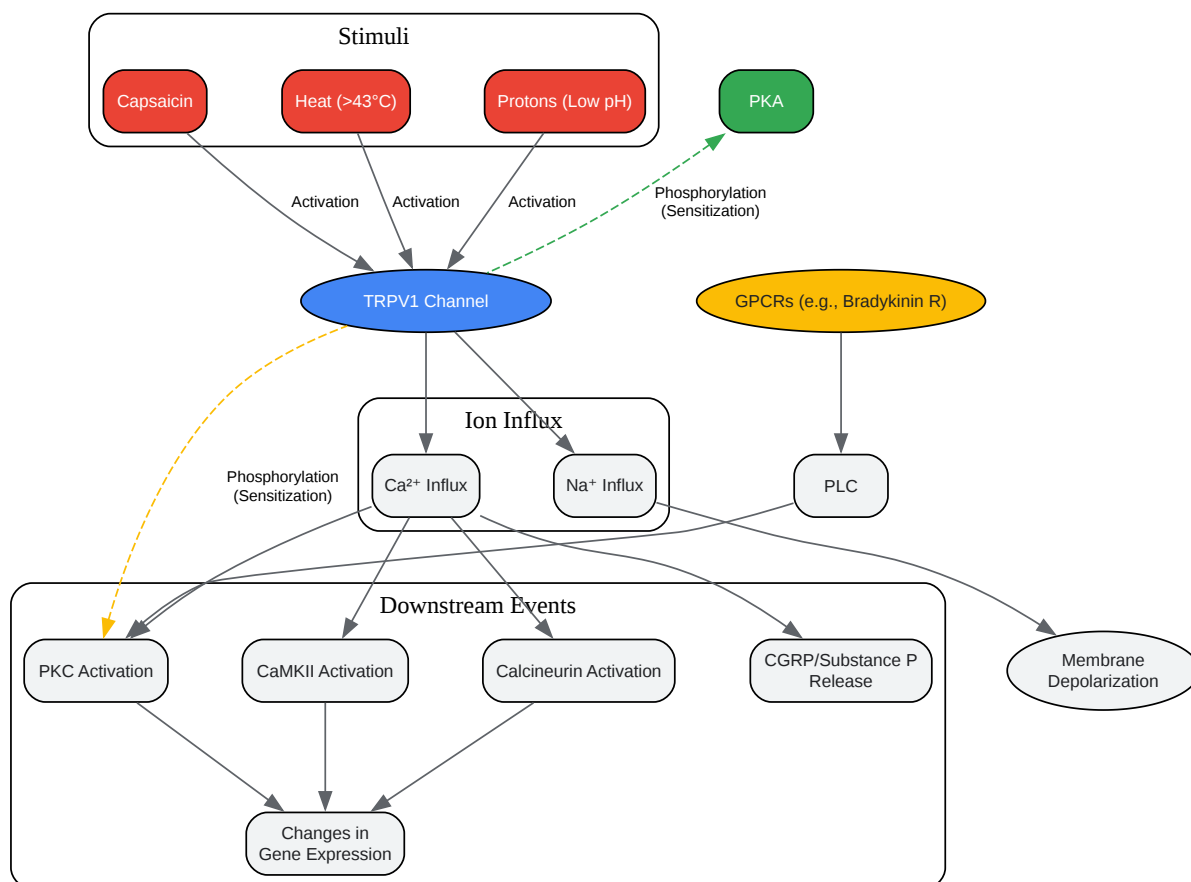 Stimuli
Capsaicin
Heat (>43°C)
Protons (Low pH)
PKA
Activation
Activation
Activation
Phosphorylation
(Sensitization)
TRPV1 Channel
GPCRs (e.g., Bradykinin R)
Ion Influx
Phosphorylation
(Sensitization)
Ca²⁺ Influx
Na⁺ Influx
PLC
Downstream Events
PKC Activation
CaMKII Activation
Calcineurin Activation
CGRP/Substance P
Release
Membrane
Depolarization
Changes in
Gene Expression